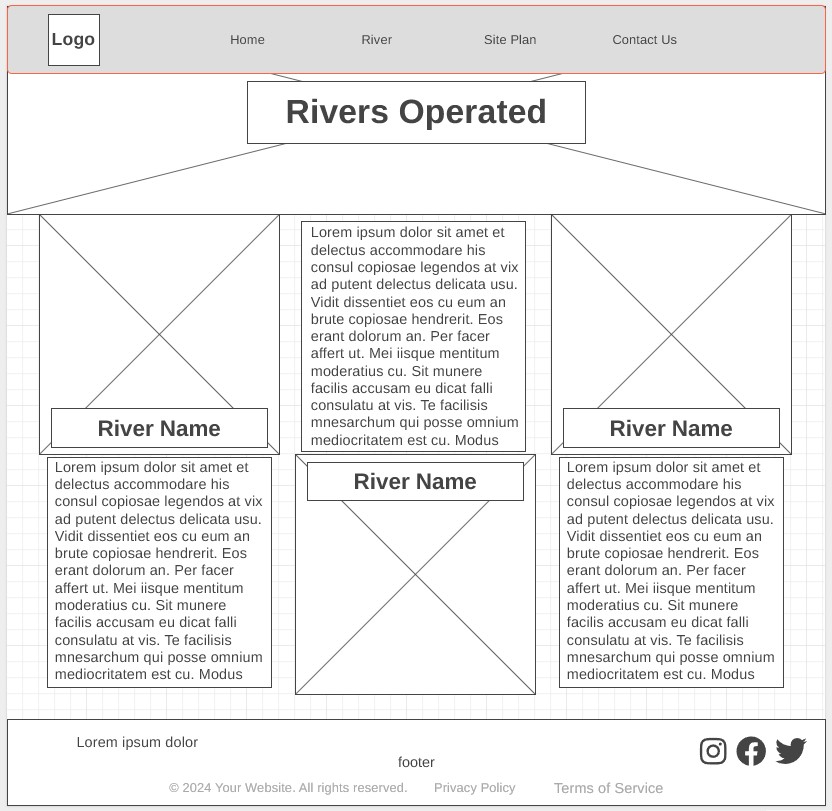 Logo
Home
River
Site Plan
Contact Us
Rivers Operated
River Name
Lorem ipsum dolor sit amet et
delectus accommodare his
consul copiosae legendos at vix
ad putent delectus delicata usu.
Vidit dissentiet eos cu eum an
brute copiosae hendrerit. Eos
erant dolorum an. Per facer
affert ut. Mei iisque mentitum
moderatius cu. Sit munere
facilis accusam eu dicat falli
consulatu at vis. Te facilisis
mnesarchum qui posse omnium
mediocritatem est cu. Modus
Lorem ipsum dolor sit amet et
delectus accommodare his
consul copiosae legendos at vix
ad putent delectus delicata usu.
Vidit dissentiet eos cu eum an
brute copiosae hendrerit. Eos
erant dolorum an. Per facer
affert ut. Mei iisque mentitum
moderatius cu. Sit munere
facilis accusam eu dicat falli
consulatu at vis. Te facilisis
mnesarchum qui posse omnium
mediocritatem est cu. Modus
River Name
River Name
Lorem ipsum dolor sit amet et
delectus accommodare his
consul copiosae legendos at vix
ad putent delectus delicata usu.
Vidit dissentiet eos cu eum an
brute copiosae hendrerit. Eos
erant dolorum an. Per facer
affert ut. Mei iisque mentitum
moderatius cu. Sit munere
facilis accusam eu dicat falli
consulatu at vis. Te facilisis
mnesarchum qui posse omnium
mediocritatem est cu. Modus
Lorem ipsum dolor
footer
© 2024 Your Website. All rights reserved.
Privacy Policy
Terms of Service